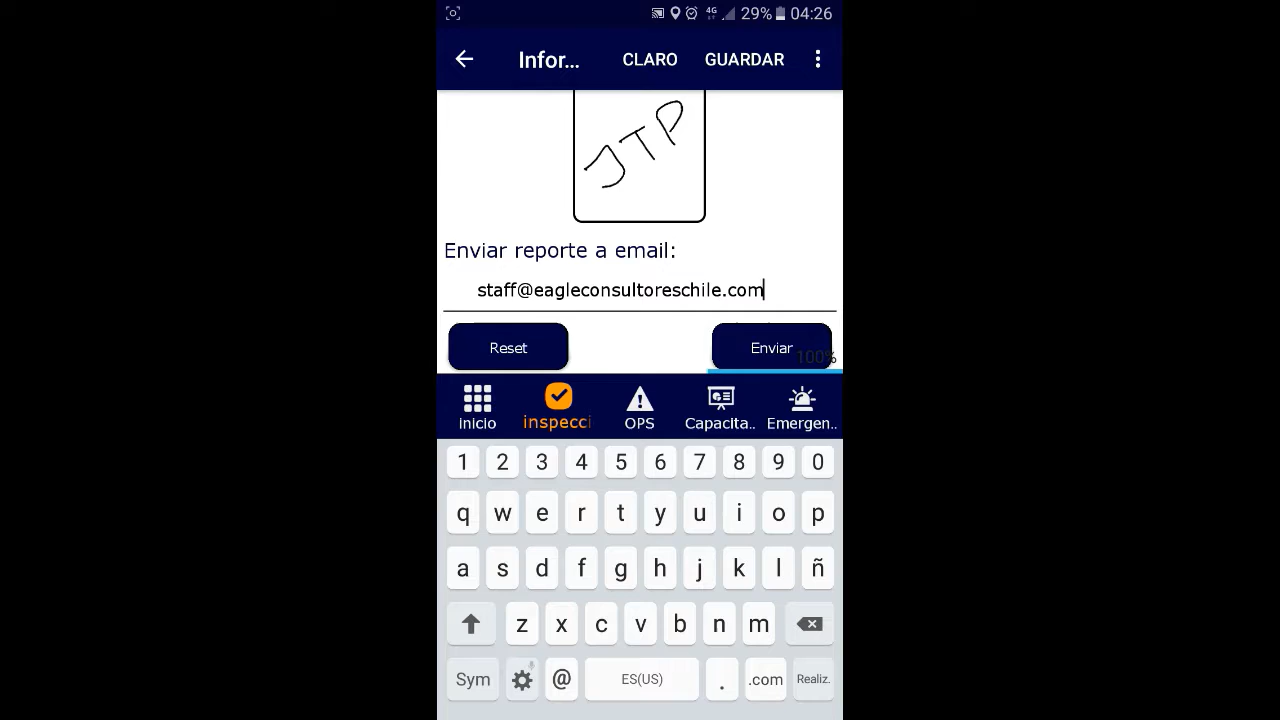 4G 29% 04:26
Infor... CLARO GUARDAR
JTP
Enviar reporte a email:
staff@eagleconsultoreschile.com
Reset Enviar
100%
inicio inspecci OPS Capacita.. Emergen..
1 2 3 4 5 6 7 8 9 0
q w e r t y u i o p
a s d f g h j k l ñ
z x c v b n m
Sym @ ES(US) . .com Realiz.